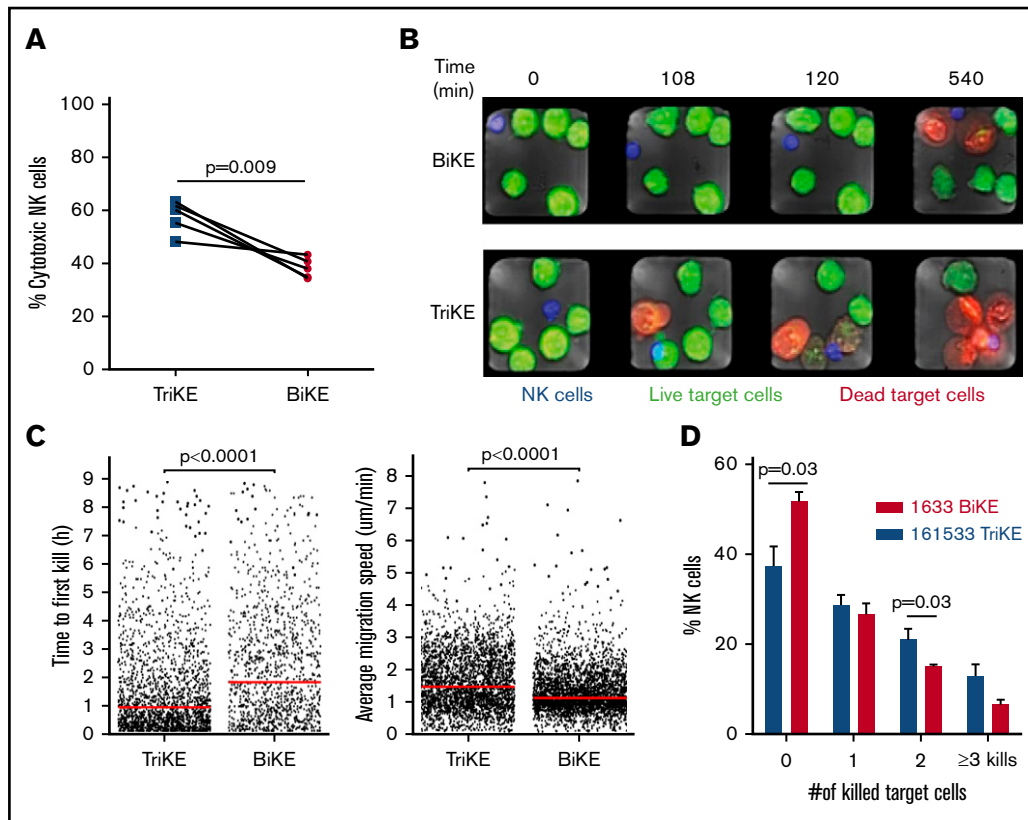 A
% Cytotoxic NK cells
100
80
60
40
20
0
p=0.009
TriKE
BiKE
B
Time
(min)
0
108
120
540
BiKE
TriKE
NK cells
Live target cells
Dead target cells
C
Time to first kill (h)
9
8
7
6
5
4
3
2
1
0
p<0.0001
TriKE
BiKE
Average migration speed (um/min)
8
7
6
5
4
3
2
1
0
p<0.0001
TriKE
BiKE
D
% NK cells
60
40
20
0
p=0.03
p=0.03
1633 BiKE
161533 TriKE
0
1
2
≥3 kills
#of killed target cells